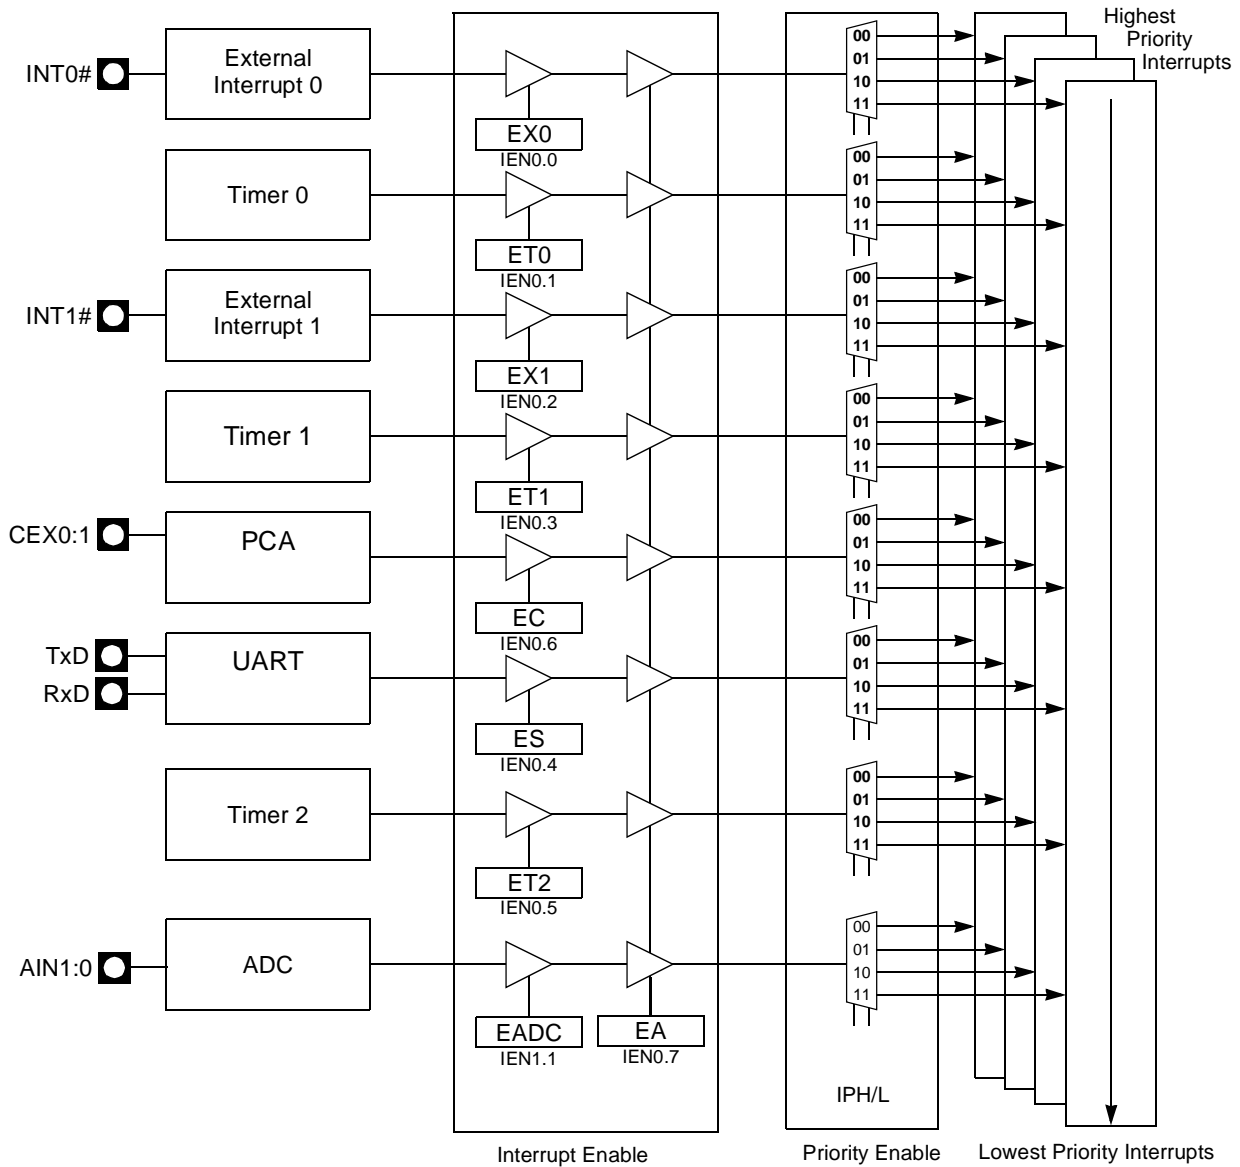 Highest
Priority
Interrupts
INT0#
External
Interrupt 0
EX0
IEN0.0
00
01
10
11
Timer 0
ET0
IEN0.1
00
01
10
11
INT1#
External
Interrupt 1
EX1
IEN0.2
00
01
10
11
Timer 1
ET1
IEN0.3
00
01
10
11
CEX0:1
PCA
EC
IEN0.6
00
01
10
11
TxD
RxD
UART
ES
IEN0.4
00
01
10
11
Timer 2
ET2
IEN0.5
00
01
10
11
AIN1:0
ADC
EADC
IEN1.1
EA
IEN0.7
00
01
10
11
IPH/L
Interrupt Enable
Priority Enable
Lowest Priority Interrupts